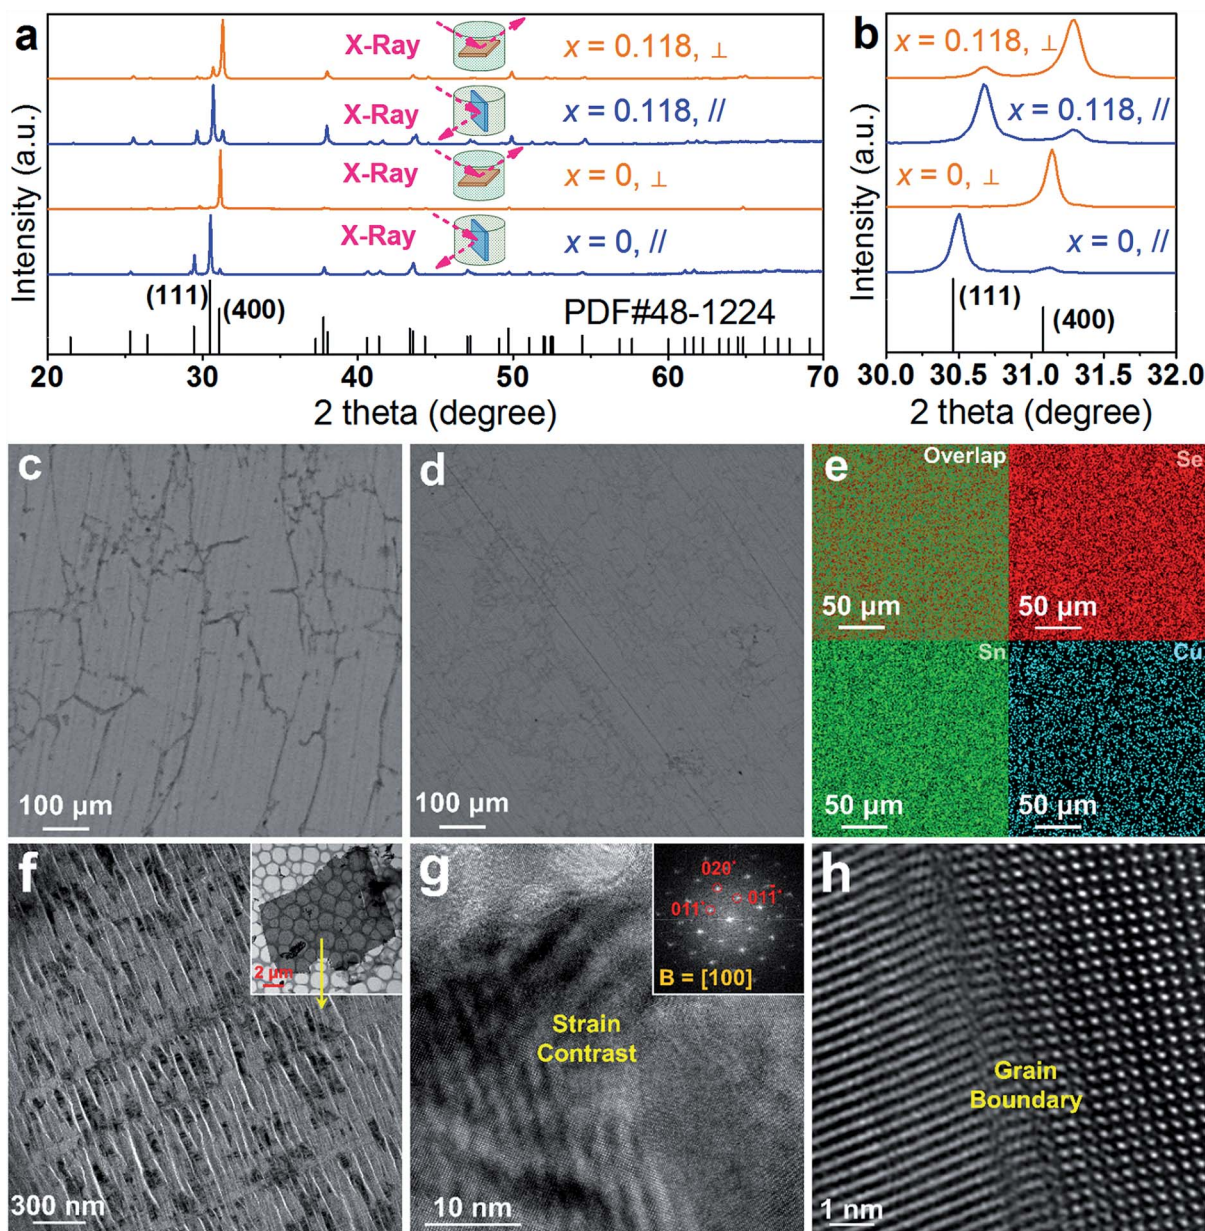 a
X-Ray
x = 0.118, ⊥
X-Ray
x = 0.118, //
X-Ray
x = 0, ⊥
X-Ray
x = 0, //
(111)
(400)
PDF#48-1224
Intensity (a.u.)
20 30 40 50 60 70
2 theta (degree)
b
x = 0.118, ⊥
x = 0.118, //
x = 0, ⊥
x = 0, //
(111)
(400)
Intensity (a.u.)
30.0 30.5 31.0 31.5 32.0
2 theta (degree)
c
100 µm
d
100 µm
e
Overlap
50 µm
Se
50 µm
Sn
50 µm
Cu
50 µm
f
2 µm
300 nm
g
020*
011̄*
011*
B = [100]
Strain
Contrast
10 nm
h
Grain
Boundary
1 nm